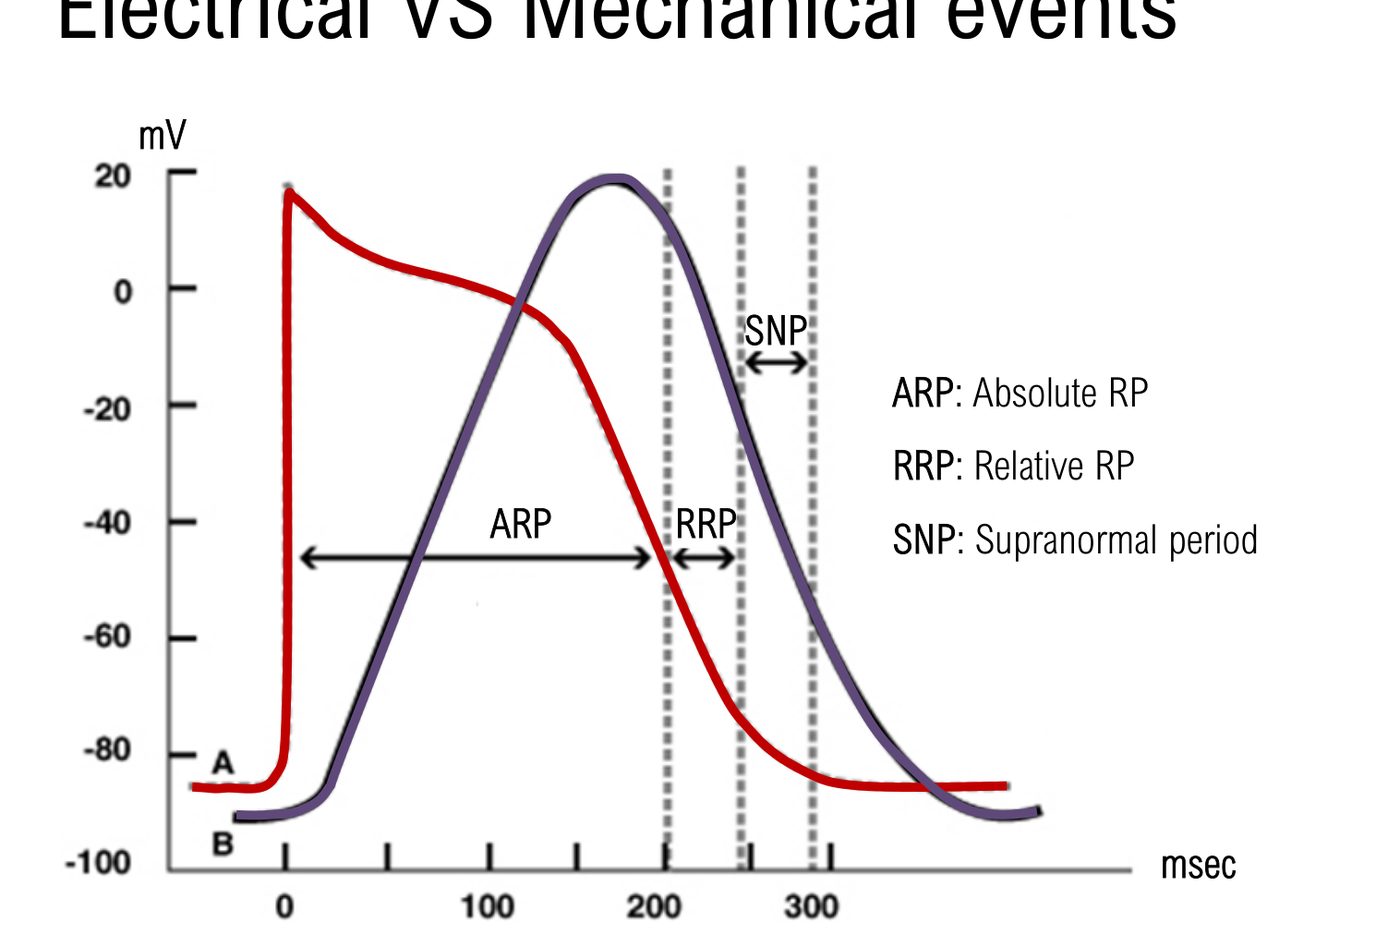 Electrical VS Mechanical events
mV
20
0
-20
-40
-60
-80
-100
A
B
ARP
RRP
SNP
ARP: Absolute RP
RRP: Relative RP
SNP: Supranormal period
0 100 200 300
msec